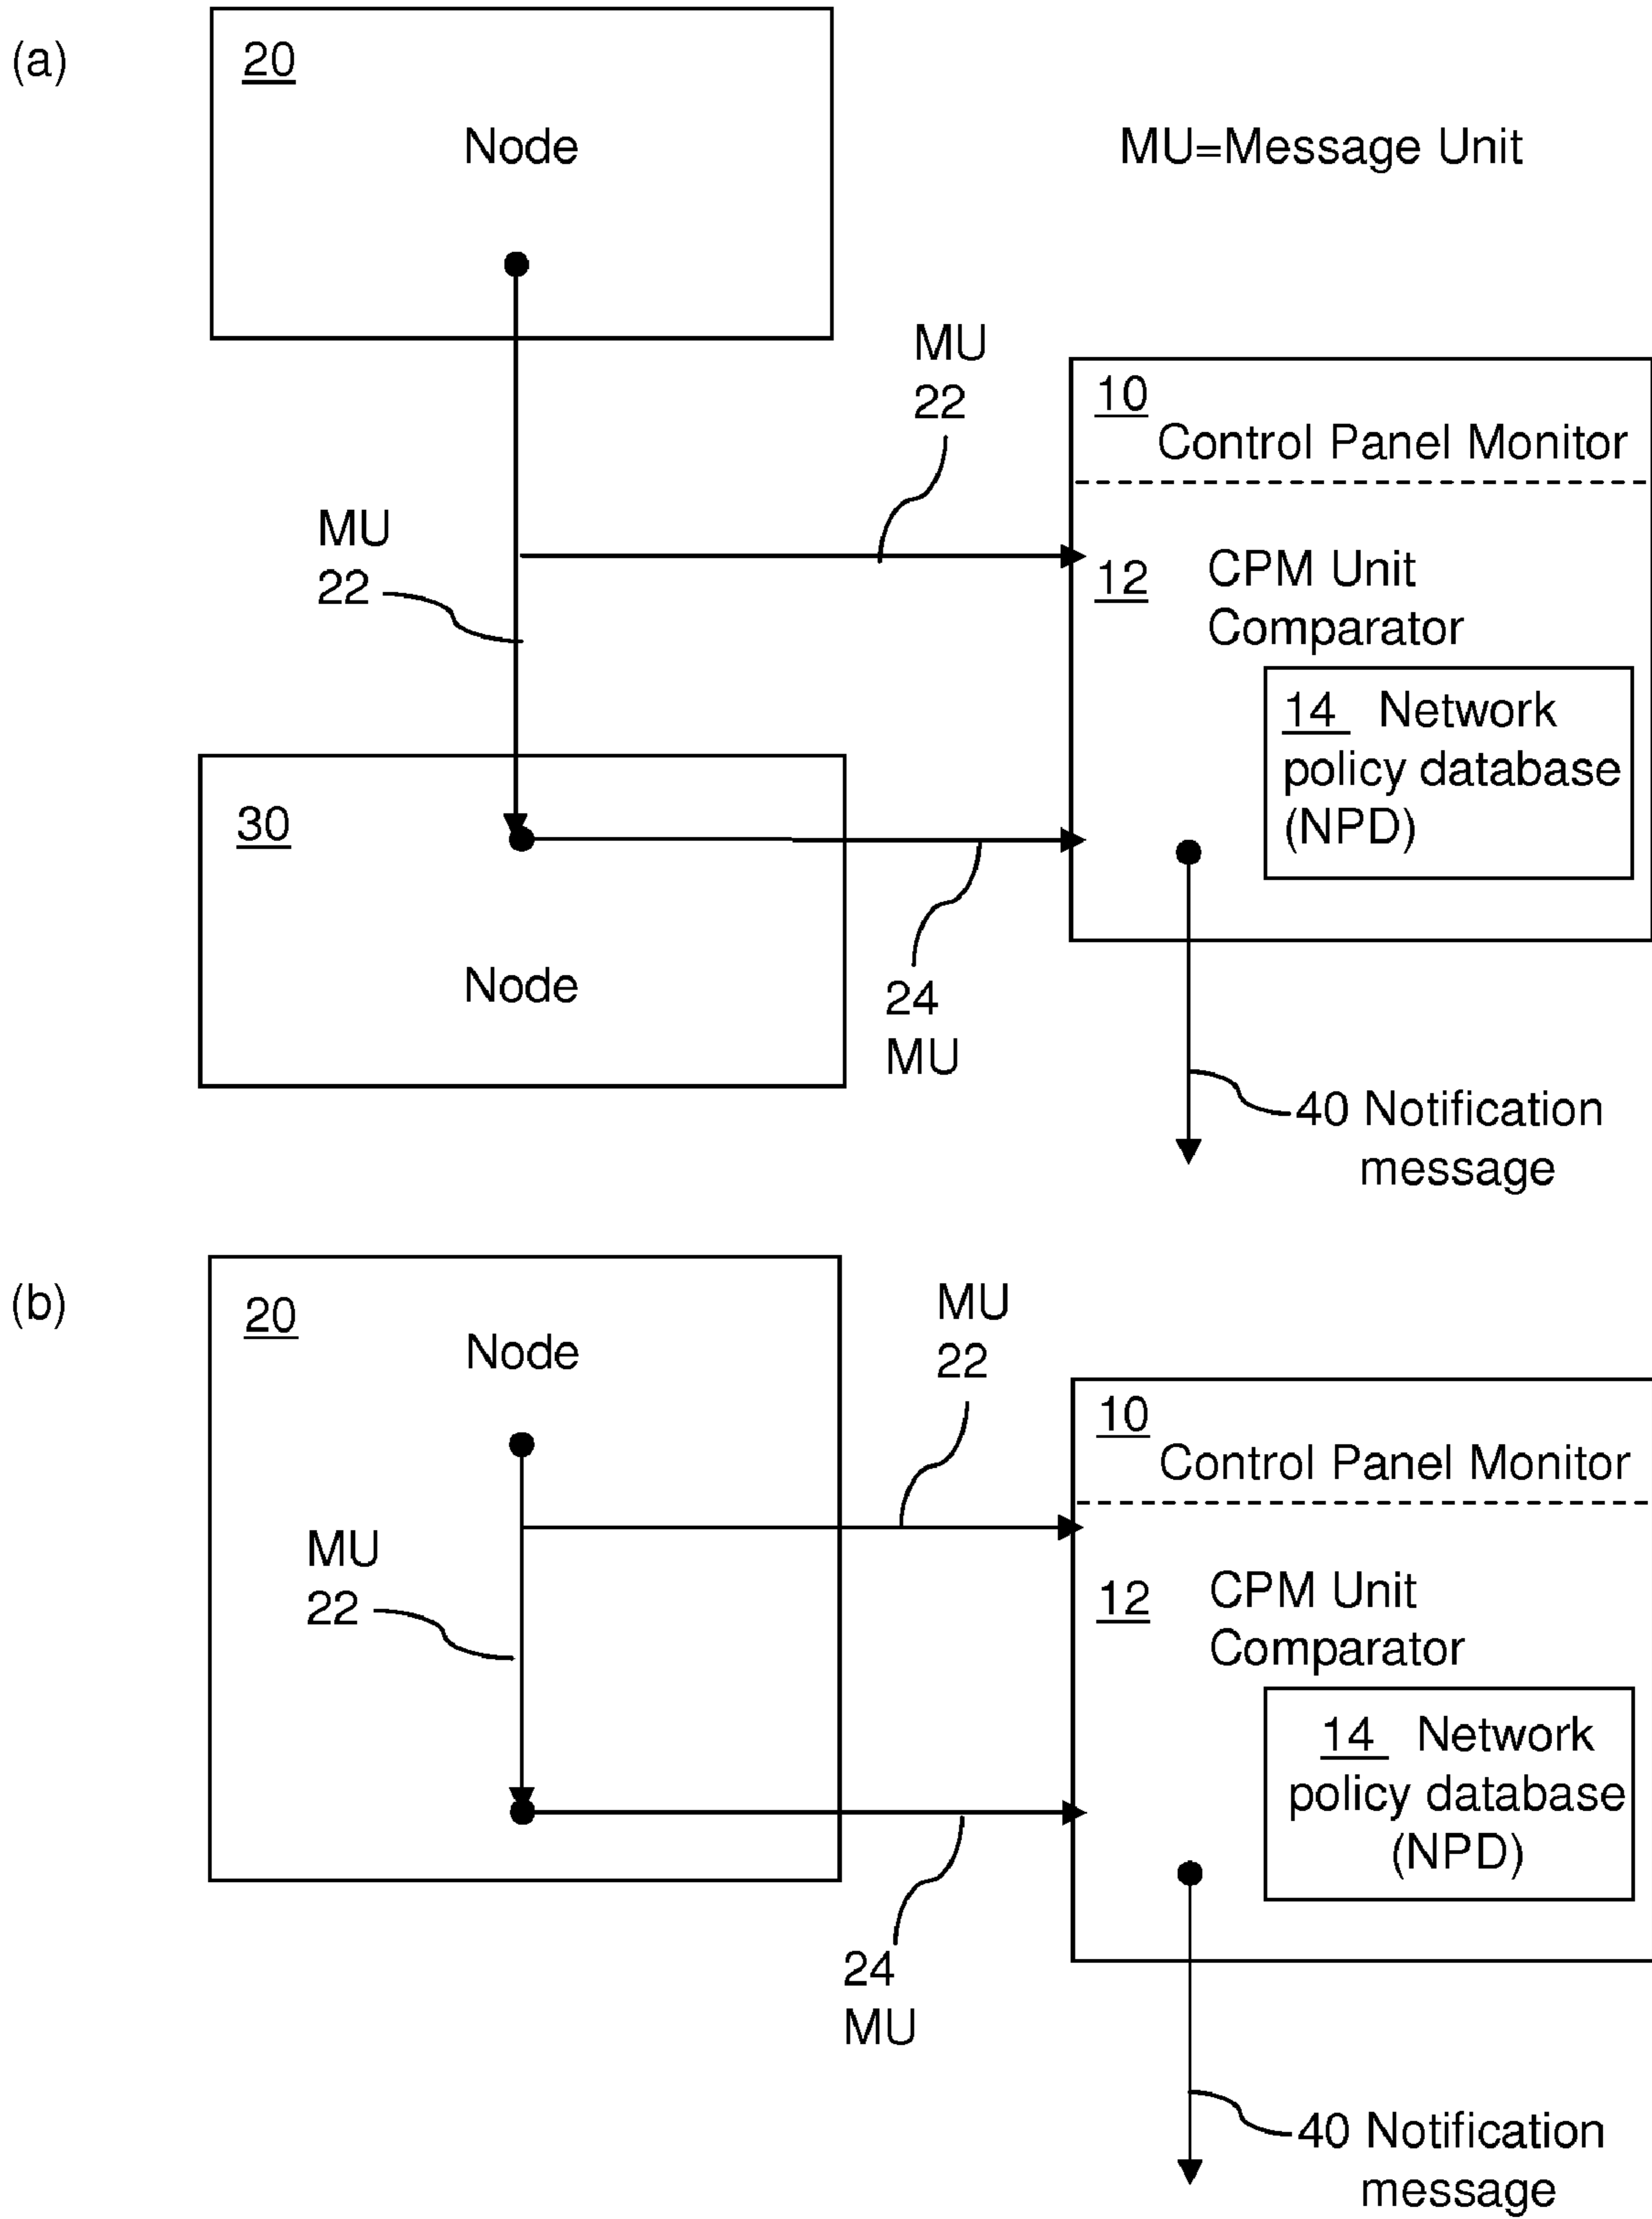 (a)
20
Node
MU=Message Unit
MU
22
10
Control Panel Monitor
MU
22
12
CPM Unit
Comparator
14 Network
policy database
(NPD)
30
Node
24
MU
40 Notification
message
(b)
20
Node
MU
22
10
Control Panel Monitor
MU
22
12
CPM Unit
Comparator
14 Network
policy database
(NPD)
24
MU
40 Notification
message